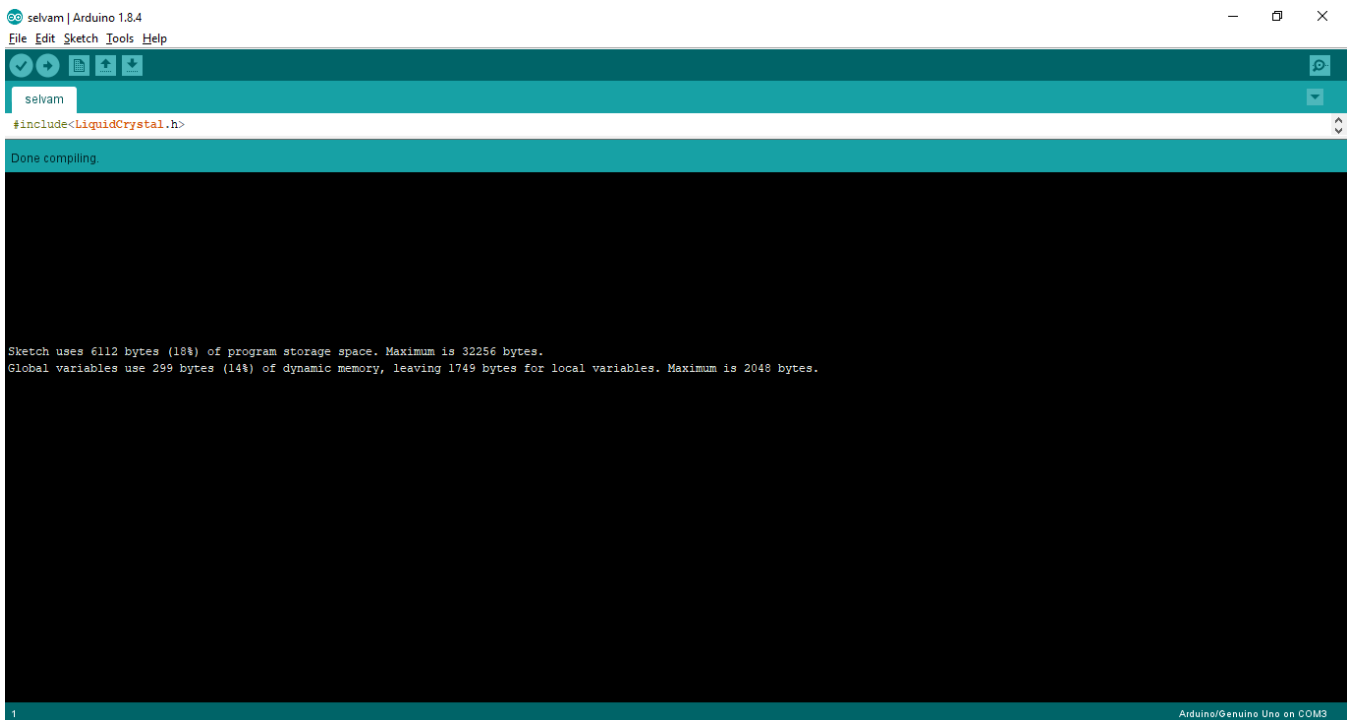 selvam | Arduino 1.8.4
File Edit Sketch Tools Help
selvam
#include<LiquidCrystal.h>
Done compiling.
Sketch uses 6112 bytes (18%) of program storage space. Maximum is 32256 bytes.
Global variables use 299 bytes (14%) of dynamic memory, leaving 1749 bytes for local variables. Maximum is 2048 bytes.
1 Arduino/Genuino Uno on COM3